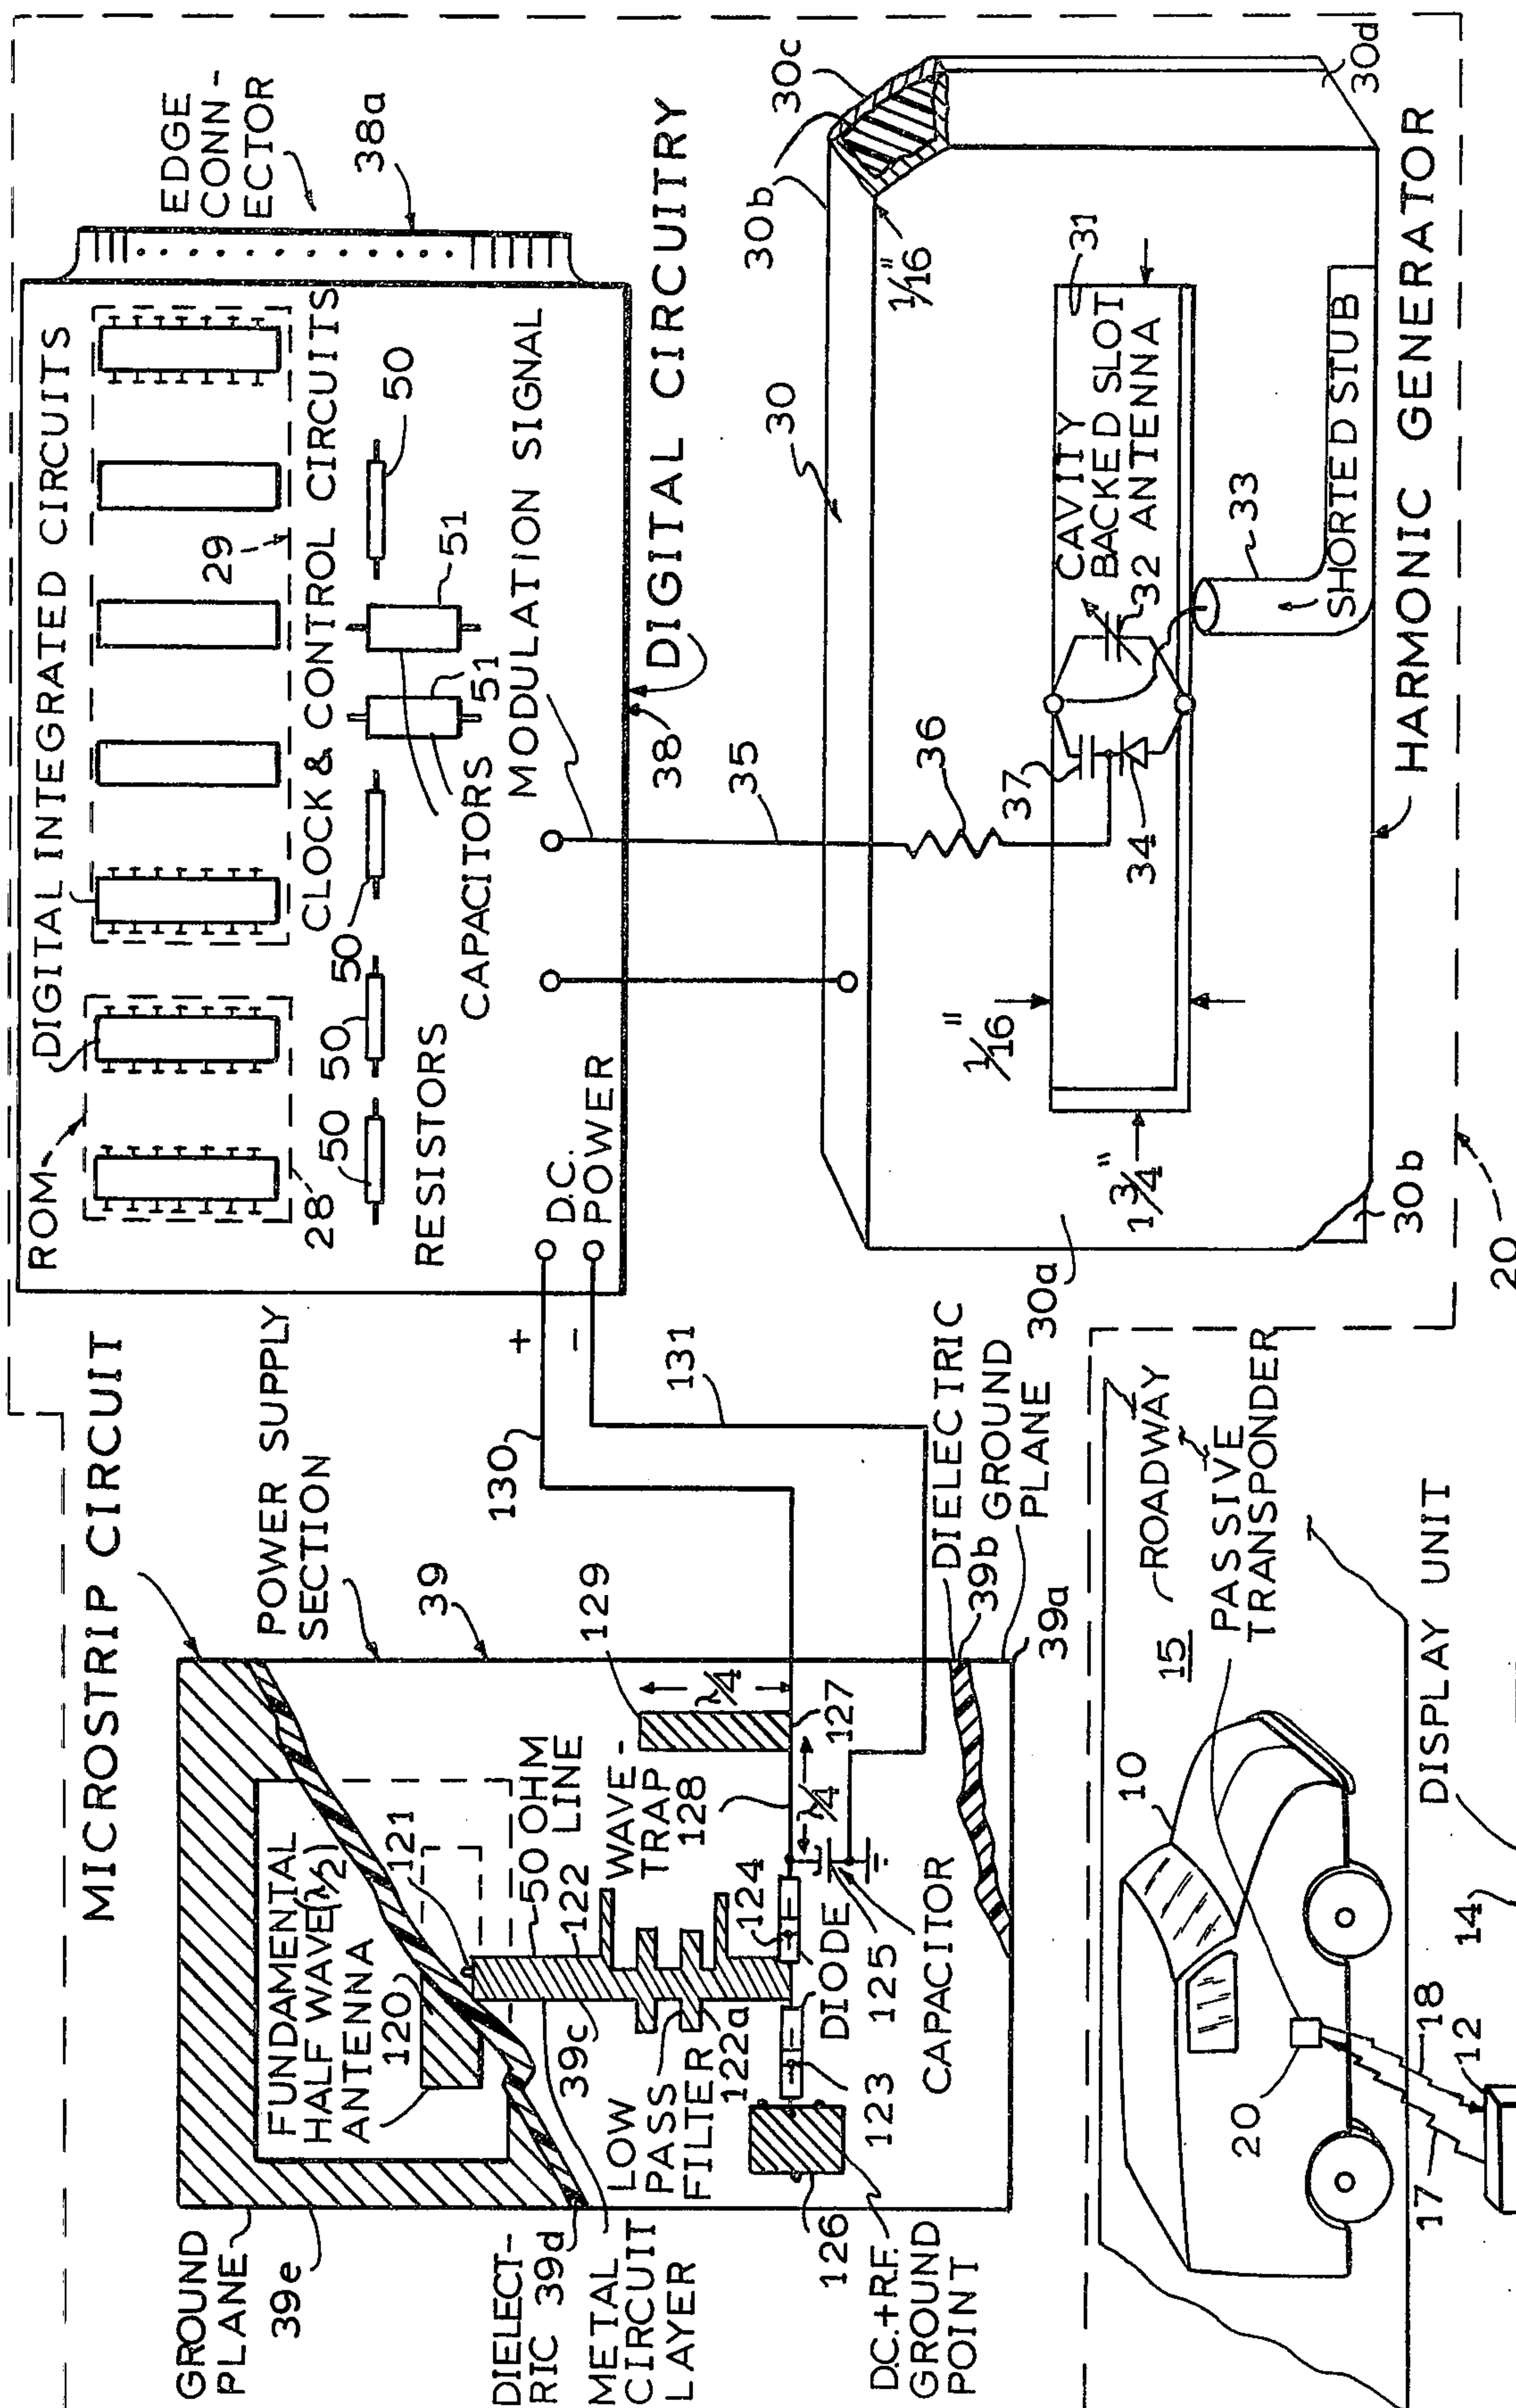 MICROSTRIP CIRCUIT
GROUND
PLANE
39e
FUNDAMENTAL
HALF WAVE (λ/2)
ANTENNA
120
121
POWER SUPPLY
SECTION
39
DIELECT-
RIC 39d
METAL
CIRCUIT
LAYER
39c
50 OHM
LINE
122
LOW
PASS
FILTER
122a
WAVE-
TRAP
128
129
λ/4
λ/4
127
124
DIODE
125
123
126
CAPACITOR
D.C.+R.F.
GROUND
POINT
DIELECTRIC
39b
GROUND
PLANE
39a
130
131
+
−
ROM
DIGITAL INTEGRATED CIRCUITS
28
29
CLOCK & CONTROL CIRCUITS
50
50
50
50
50
RESISTORS
CAPACITORS
51
51
MODULATION SIGNAL
D.C.
POWER
EDGE
CONN-
ECTOR
38a
38
DIGITAL CIRCUITRY
35
36
37
34
30
30b
30c
30d
1/16"
1/16"
1 3/4"
31
CAVITY
BACKED SLOT
32 ANTENNA
33
SHORTED STUB
30a
30b
HARMONIC GENERATOR
20
ROADWAY
15
PASSIVE
TRANSPONDER
10
20
17
18
12
14
DISPLAY UNIT